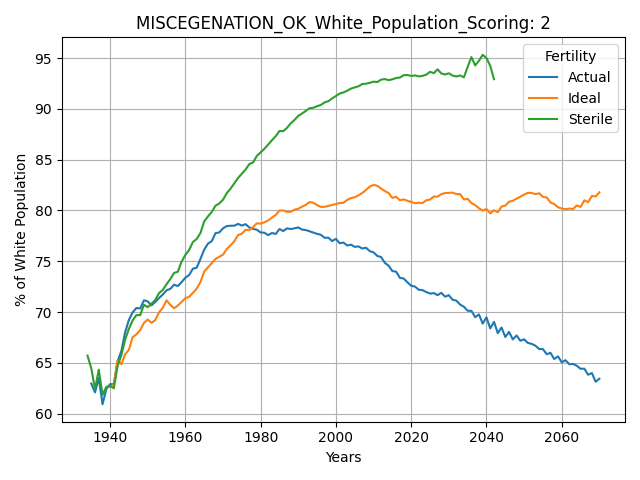 MISCEGENATION_OK_White_Population_Scoring: 2
Fertility
Actual
Ideal
Sterile
% of White Population
95
90
85
80
75
70
65
60
1940
1960
1980
2000
2020
2040
2060
Years